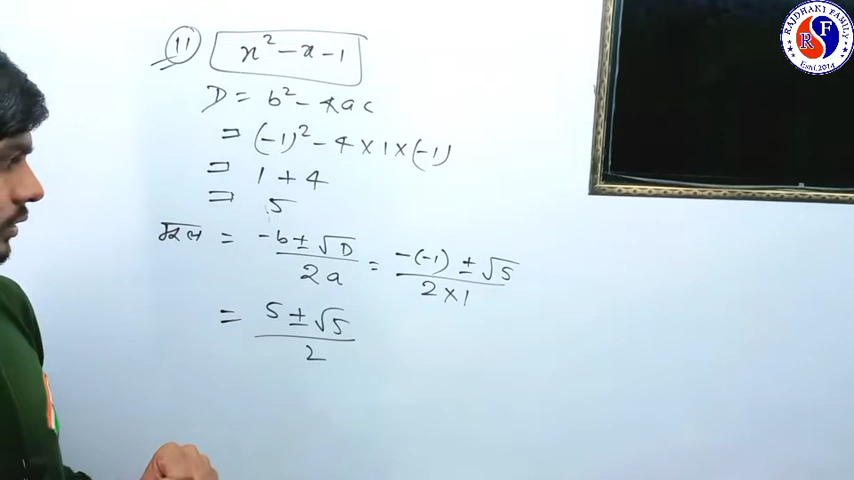 11 x² - x - 1
D = b² - 4ac
= (-1)² - 4 × 1 × (-1)
= 1 + 4
= 5
मूल = -b ± √D / 2a = -(-1) ± √5 / 2 × 1
= 5 ± √5 / 2
RAJDHANI FAMILY
RSF
Estd. 2014